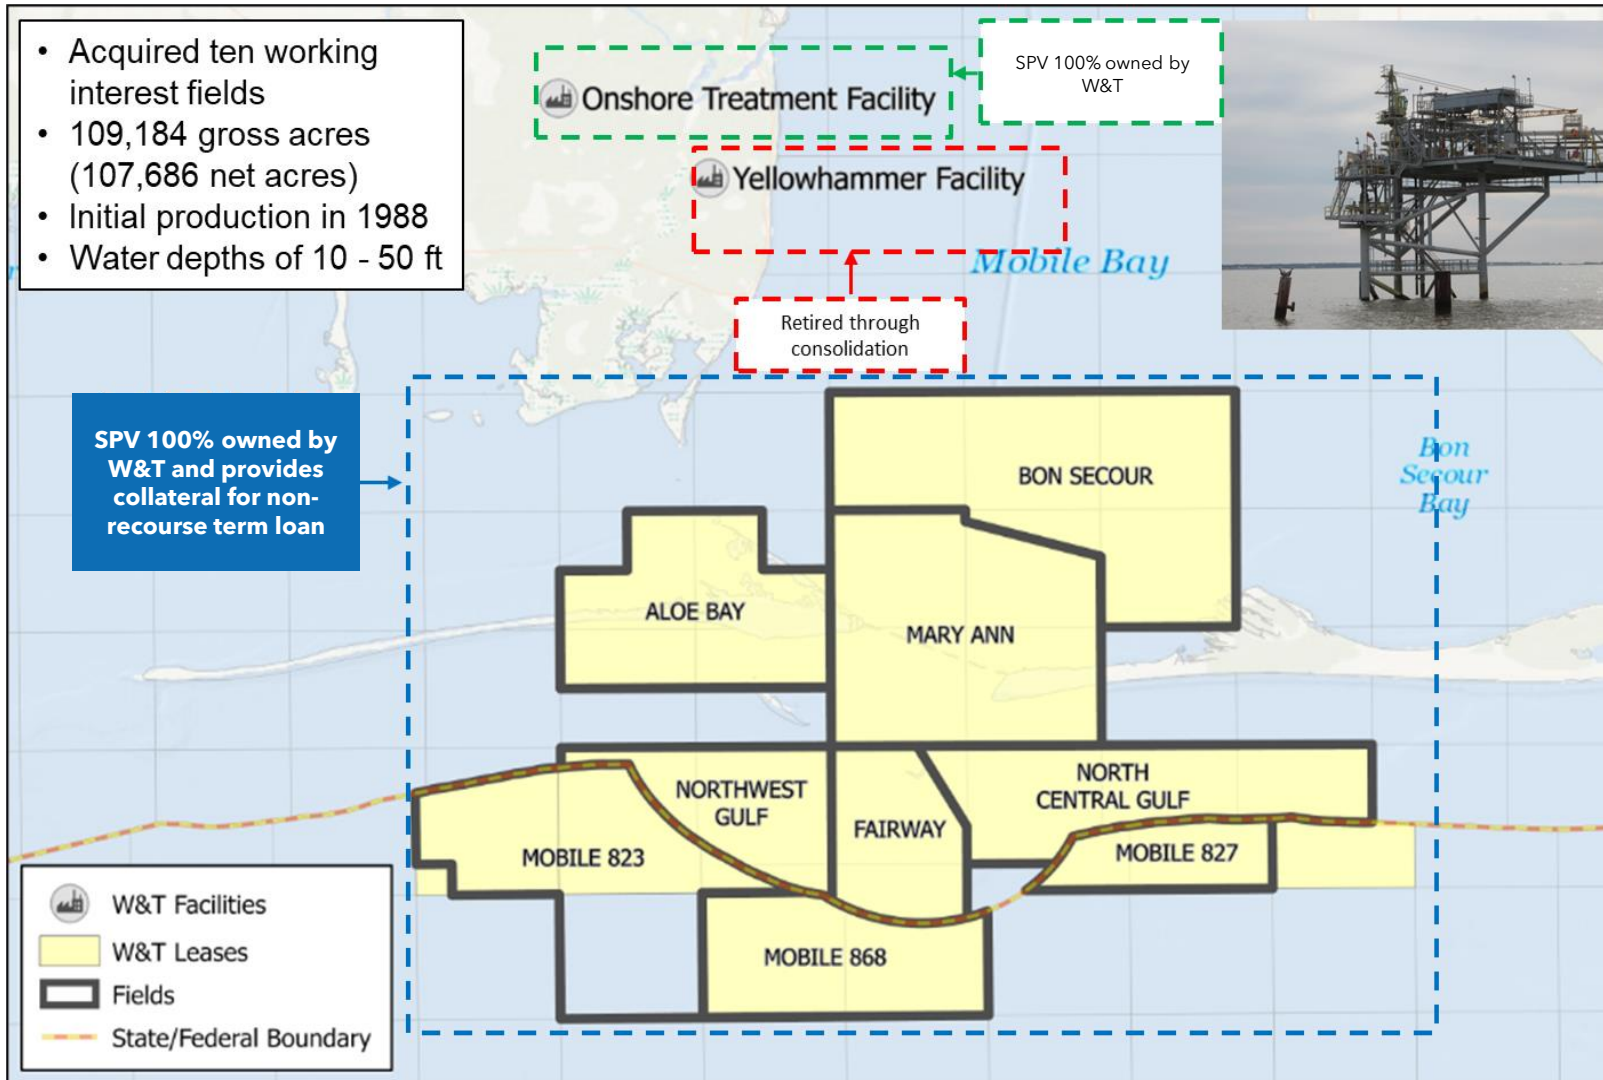 • Acquired ten working
interest fields
• 109,184 gross acres
(107,686 net acres)
• Initial production in 1988
• Water depths of 10 - 50 ft
Onshore Treatment Facility
SPV 100% owned by
W&T
Yellowhammer Facility
Mobile Bay
Retired through
consolidation
SPV 100% owned by
W&T and provides
collateral for non-
recourse term loan
BON SECOUR
Bon
Secour
Bay
ALOE BAY
MARY ANN
NORTHWEST
GULF
FAIRWAY
NORTH
CENTRAL GULF
MOBILE 823
MOBILE 827
MOBILE 868
W&T Facilities
W&T Leases
Fields
State/Federal Boundary